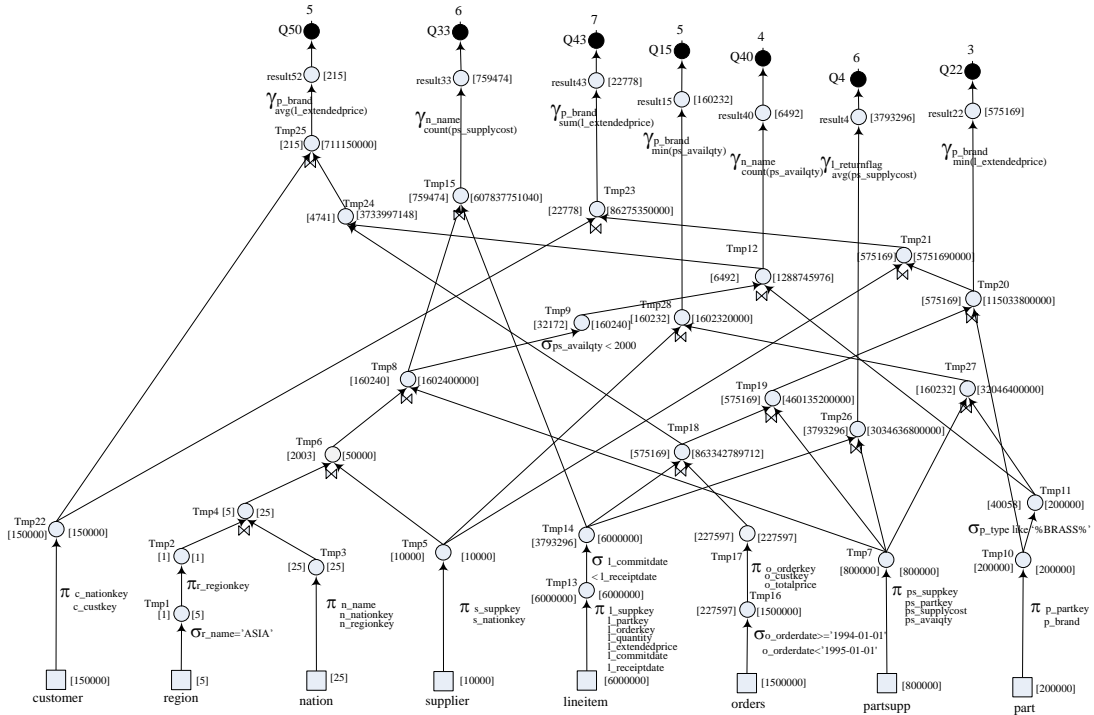 5
6
7
5
4
6
3
Q50
Q33
Q43
Q15
Q40
Q4
Q22
result52 [215]
result33 [759474]
result43 [22778]
result15 [160232]
result40 [6492]
result4 [3793296]
result22 [575169]
γp_brand
avg(l_extendedprice)
γn_name
count(ps_supplycost)
γp_brand
sum(l_extendedprice)
γp_brand
min(ps_availqty)
γn_name
count(ps_availqty)
γl_returnflag
avg(ps_supplycost)
γp_brand
min(l_extendedprice)
Tmp25
[215] [711150000]
Tmp15
[759474] [607837751040]
Tmp24
[4741] [3733997148]
Tmp23
[22778] [86275350000]
Tmp21
[575169] [5751690000]
Tmp12
[6492] [1288745976]
Tmp20
[575169] [115033800000]
Tmp9
[32172] [160240]
σps_availqty < 2000
Tmp28
[160232] [1602320000]
Tmp8
[160240] [1602400000]
Tmp27
[160232] [32046400000]
Tmp19
[575169] [460135200000]
Tmp26
[3793296] [3034636800000]
Tmp18
[575169] [863342789712]
Tmp6
[2003] [50000]
Tmp11
[40058] [200000]
σp_type like '%BRASS%'
Tmp4 [5] [25]
Tmp22
[150000] [150000]
Tmp2
[1] [1]
Tmp3
[25] [25]
Tmp5
[10000] [10000]
Tmp14
[3793296] [6000000]
[227597] [227597]
Tmp17
Tmp7
[800000] [800000]
Tmp10
[200000] [200000]
π c_nationkey
c_custkey
πr_regionkey
Tmp1
[1] [5]
σr_name='ASIA'
π n_name
n_nationkey
n_regionkey
π s_suppkey
s_nationkey
σ l_commitdate
< l_receiptdate
Tmp13
[6000000] [6000000]
π l_suppkey
l_partkey
l_orderkey
l_quantity
l_extendedprice
l_commitdate
l_receiptdate
π o_orderkey
o_custkey
o_totalprice
Tmp16
[227597] [1500000]
σo_orderdate>='1994-01-01'
o_orderdate<'1995-01-01'
π ps_suppkey
ps_partkey
ps_supplycost
ps_avaiqty
π p_partkey
p_brand
[150000]
[5]
[25]
[10000]
[6000000]
[1500000]
[800000]
[200000]
customer
region
nation
supplier
lineitem
orders
partsupp
part